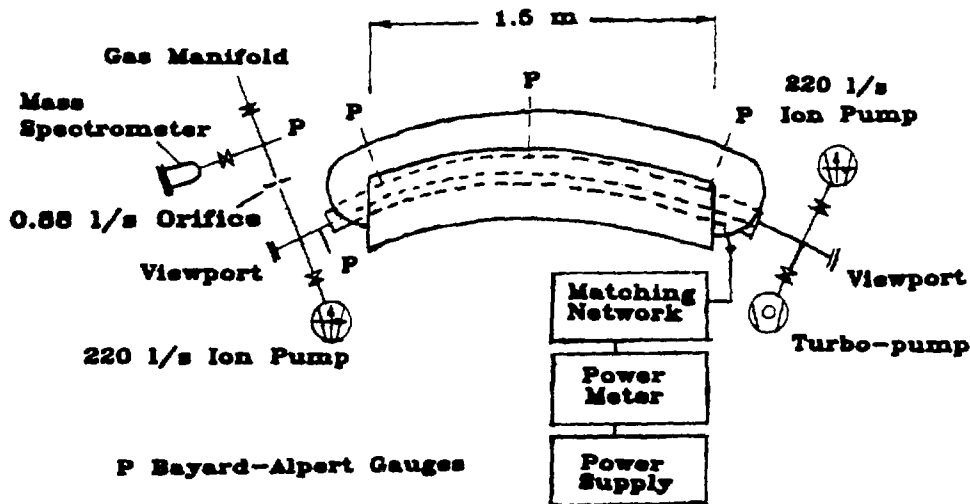 1.5 m
Gas Manifold
Mass
Spectrometer
P
P
P
P
220 l/s
Ion Pump
0.88 l/s Orifice
Viewport
P
220 l/s Ion Pump
Matching
Network
Viewport
Turbo-pump
Power
Meter
P Bayard-Alpert Gauges
Power
Supply